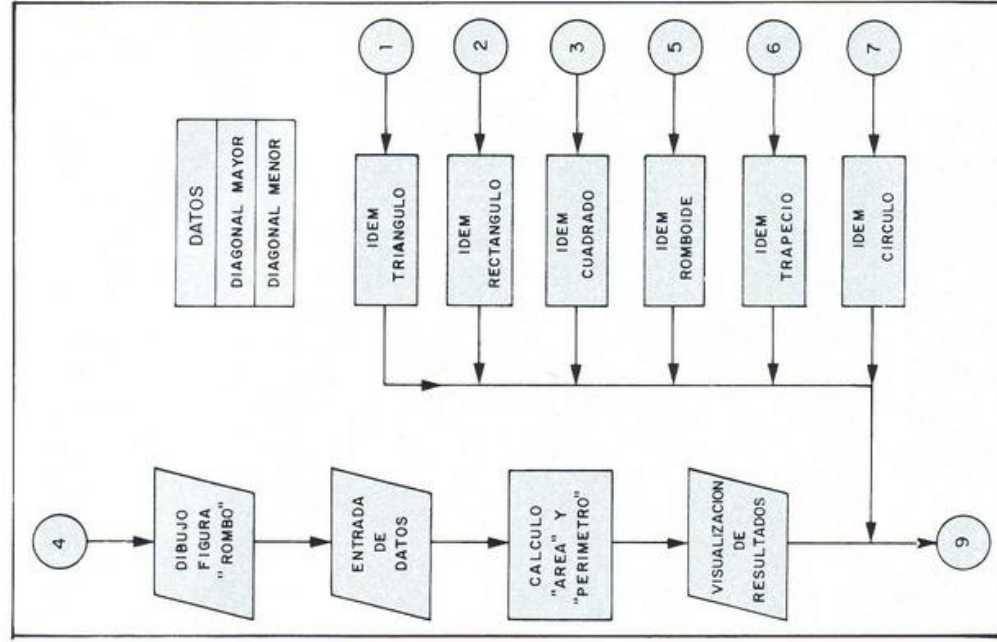 4
DIBUJO
FIGURA
" ROMBO"
ENTRADA
DE
DATOS
CALCULO
"AREA" Y
"PERIMETRO"
VISUALIZACION
DE
RESULTADOS
9
DATOS
DIAGONAL MAYOR
DIAGONAL MENOR
1
IDEM
TRIANGULO
2
IDEM
RECTANGULO
3
IDEM
CUADRADO
5
IDEM
ROMBOIDE
6
IDEM
TRAPECIO
7
IDEM
CIRCULO